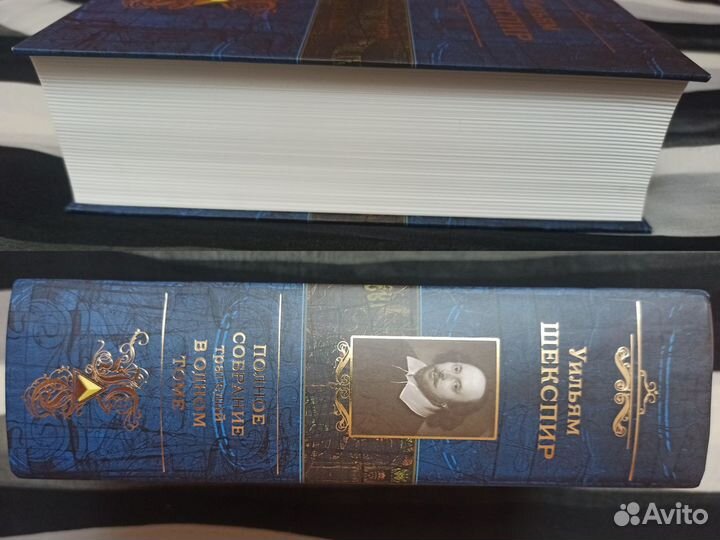 Уильям
ШЕКСПИР
ПОЛНОЕ
СОБРАНИЕ
трагедий
В ОДНОМ
ТОМЕ
Avito